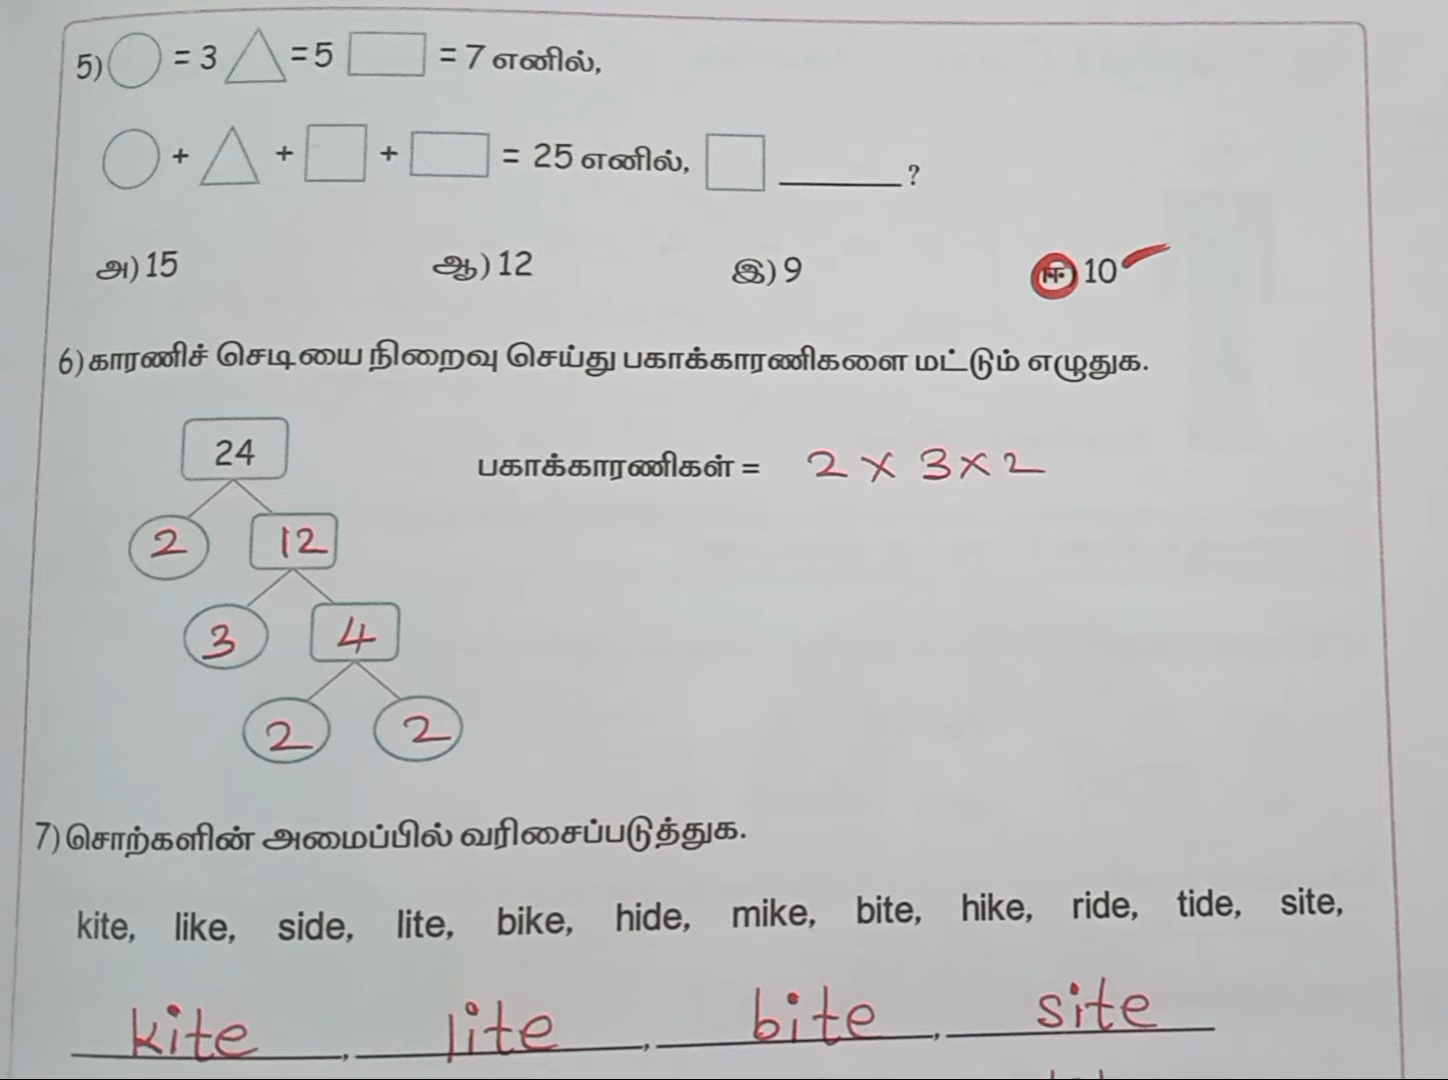 5) = 3 = 5 = 7 எனில்,
+ + + = 25 எனில், ______?
அ) 15 ஆ) 12 இ) 9 ஈ) 10
6) காரணிச் செடியை நிறைவு செய்து பகாக்காரணிகளை மட்டும் எழுதுக.
24
பகாக்காரணிகள் = 2 × 3 × 2
2 12
3 4
2 2
7) சொற்களின் அமைப்பில் வரிசைப்படுத்துக.
kite, like, side, lite, bike, hide, mike, bite, hike, ride, tide, site,
kite, lite, bite, site